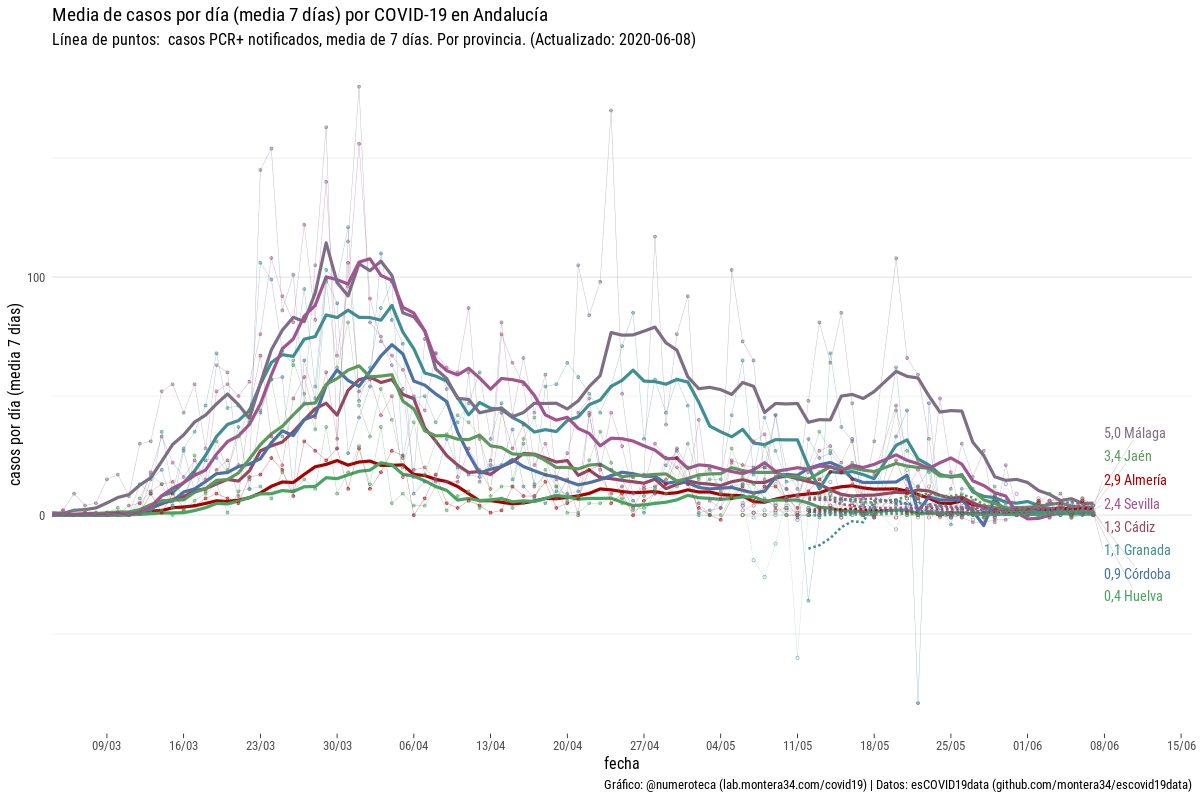 Media de casos por día (media 7 días) por COVID-19 en Andalucía
Línea de puntos:  casos PCR+ notificados, media de 7 días. Por provincia. (Actualizado: 2020-06-08)
casos por día (media 7 días)
100
0
5,0 Málaga
3,4 Jaén
2,9 Almería
2,4 Sevilla
1,3 Cádiz
1,1 Granada
0,9 Córdoba
0,4 Huelva
09/03 16/03 23/03 30/03 06/04 13/04 20/04 27/04 04/05 11/05 18/05 25/05 01/06 08/06 15/06
fecha
Gráfico: @numeroteca (lab.montera34.com/covid19) | Datos: esCOVID19data (github.com/montera34/escovid19data)